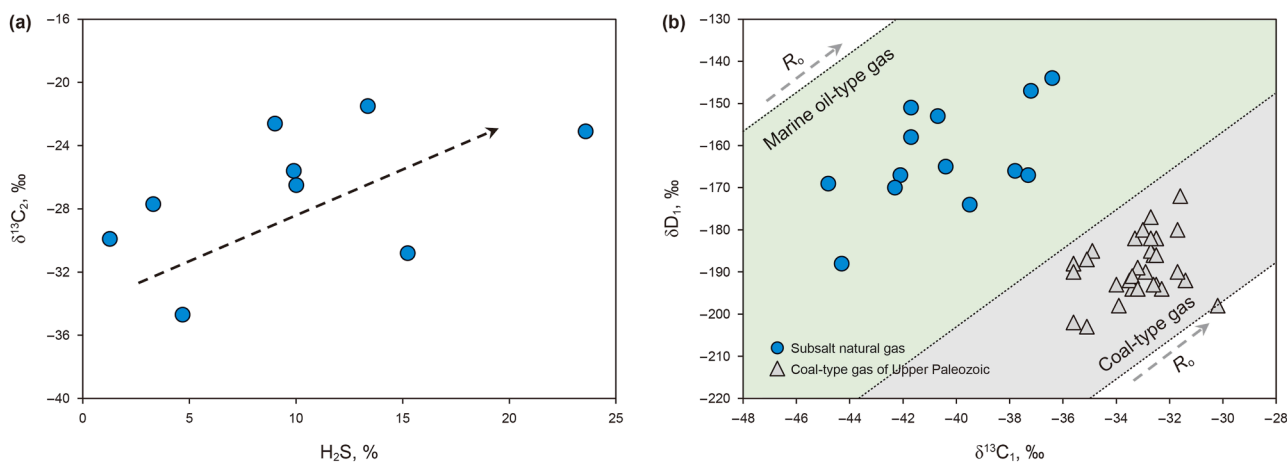 (a)
−16
−20
−24
−28
−32
−36
−40
δ¹³C₂, ‰
0
5
10
15
20
25
H₂S, %
(b)
−130
−140
−150
−160
−170
−180
−190
−200
−210
−220
δD₁, ‰
Rₒ
Marine oil-type gas
Subsalt natural gas
Coal-type gas of Upper Paleozoic
Coal-type gas
Rₒ
−48
−46
−44
−42
−40
−38
−36
−34
−32
−30
−28
δ¹³C₁, ‰